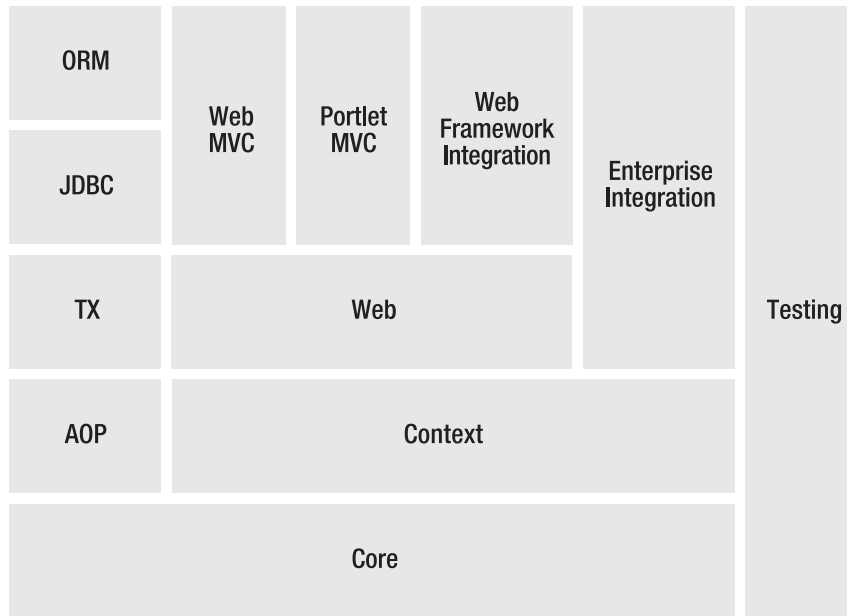 ORM
Web
MVC
Portlet
MVC
Web
Framework
Integration
Enterprise
Integration
JDBC
TX
Web
Testing
AOP
Context
Core